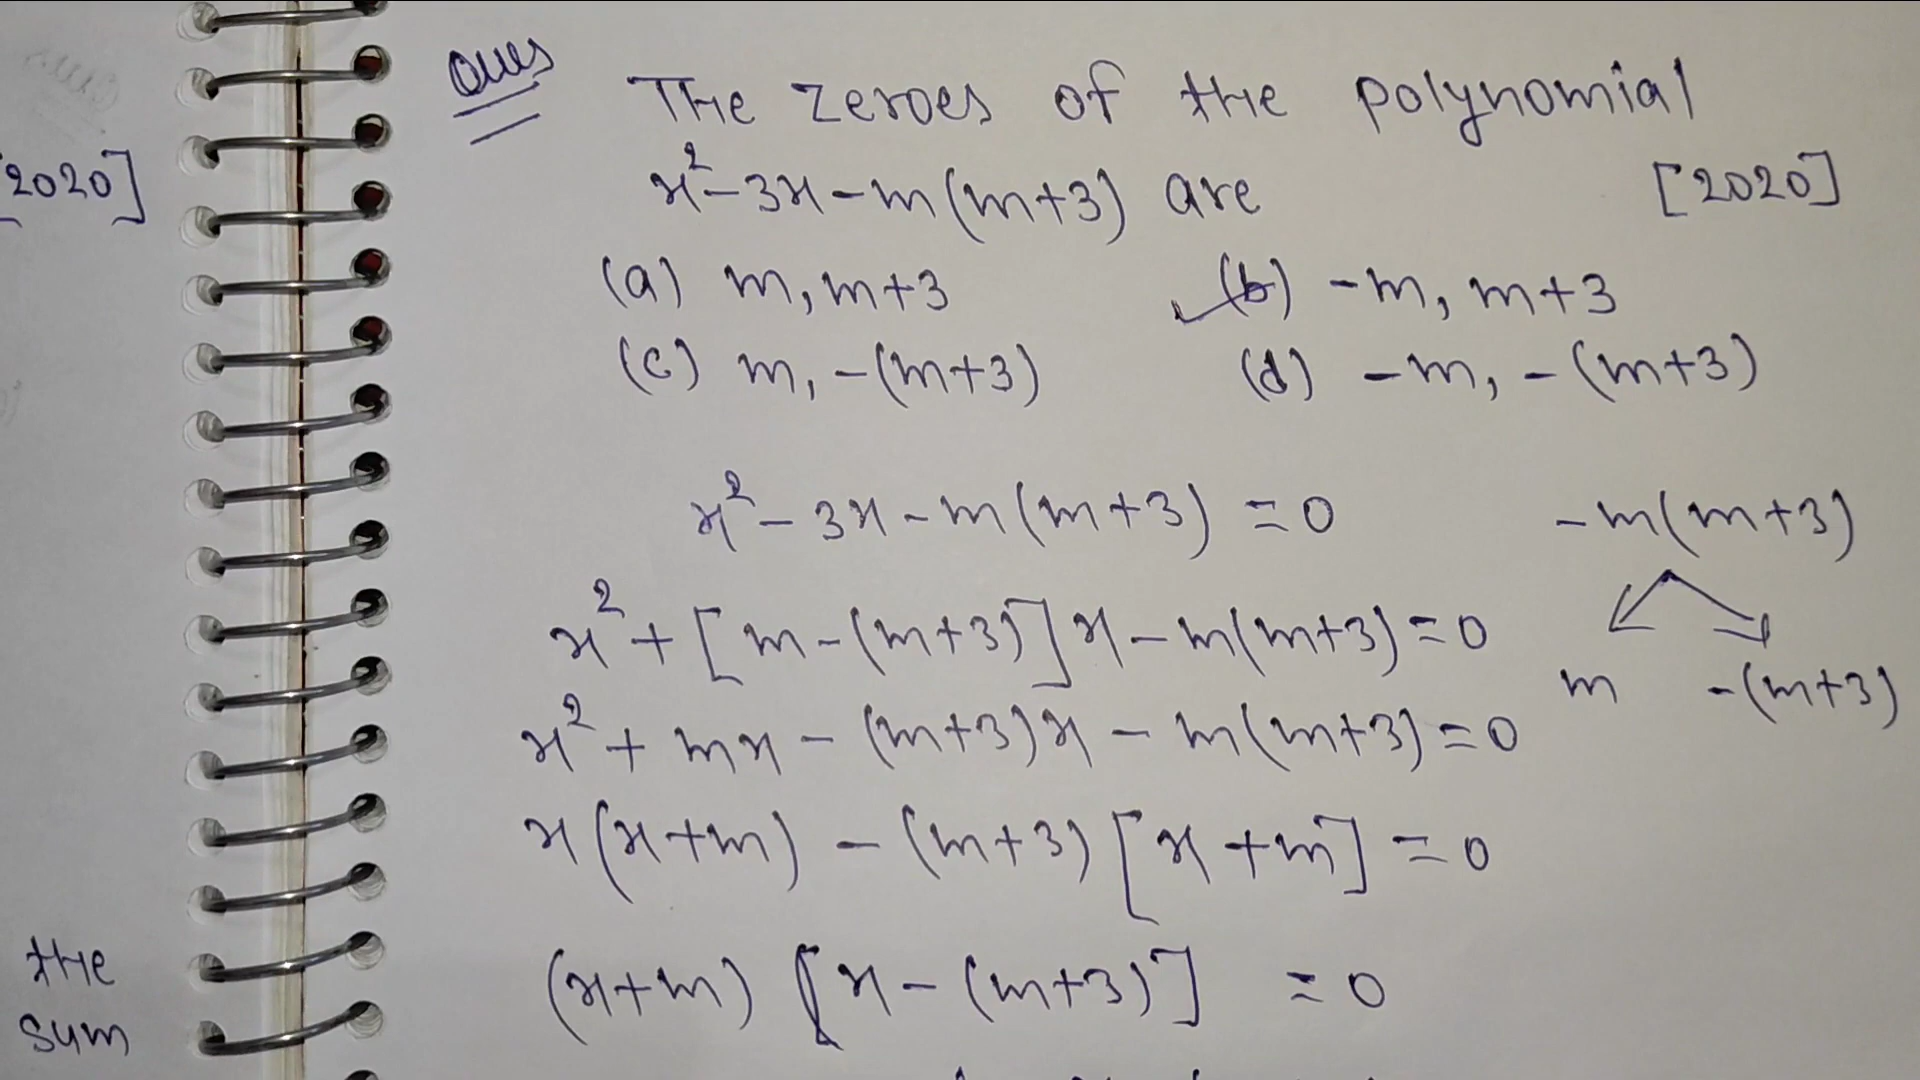 [2020]
the
sum
Ques The zeroes of the polynomial
x² - 3x - m(m+3) are [2020]
(a) m, m+3 (b) -m, m+3
(c) m, -(m+3) (d) -m, -(m+3)
x² - 3x - m(m+3) = 0 -m(m+3)
x² + [m-(m+3)]x - m(m+3) = 0
m -(m+3)
x² + mx - (m+3)x - m(m+3) = 0
x(x+m) - (m+3)[x+m] = 0
(x+m) [x-(m+3)] = 0